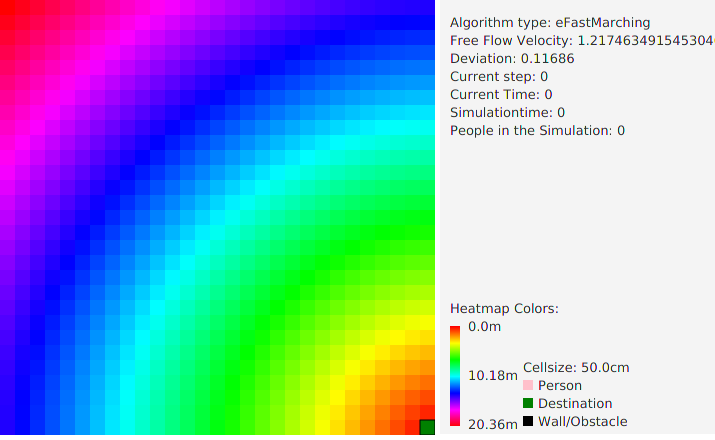 Algorithm type: eFastMarching
Free Flow Velocity: 1.217463491545304
Deviation: 0.11686
Current step: 0
Current Time: 0
Simulationtime: 0
People in the Simulation: 0
Heatmap Colors:
0.0m
10.18m
20.36m
Cellsize: 50.0cm
Person
Destination
Wall/Obstacle